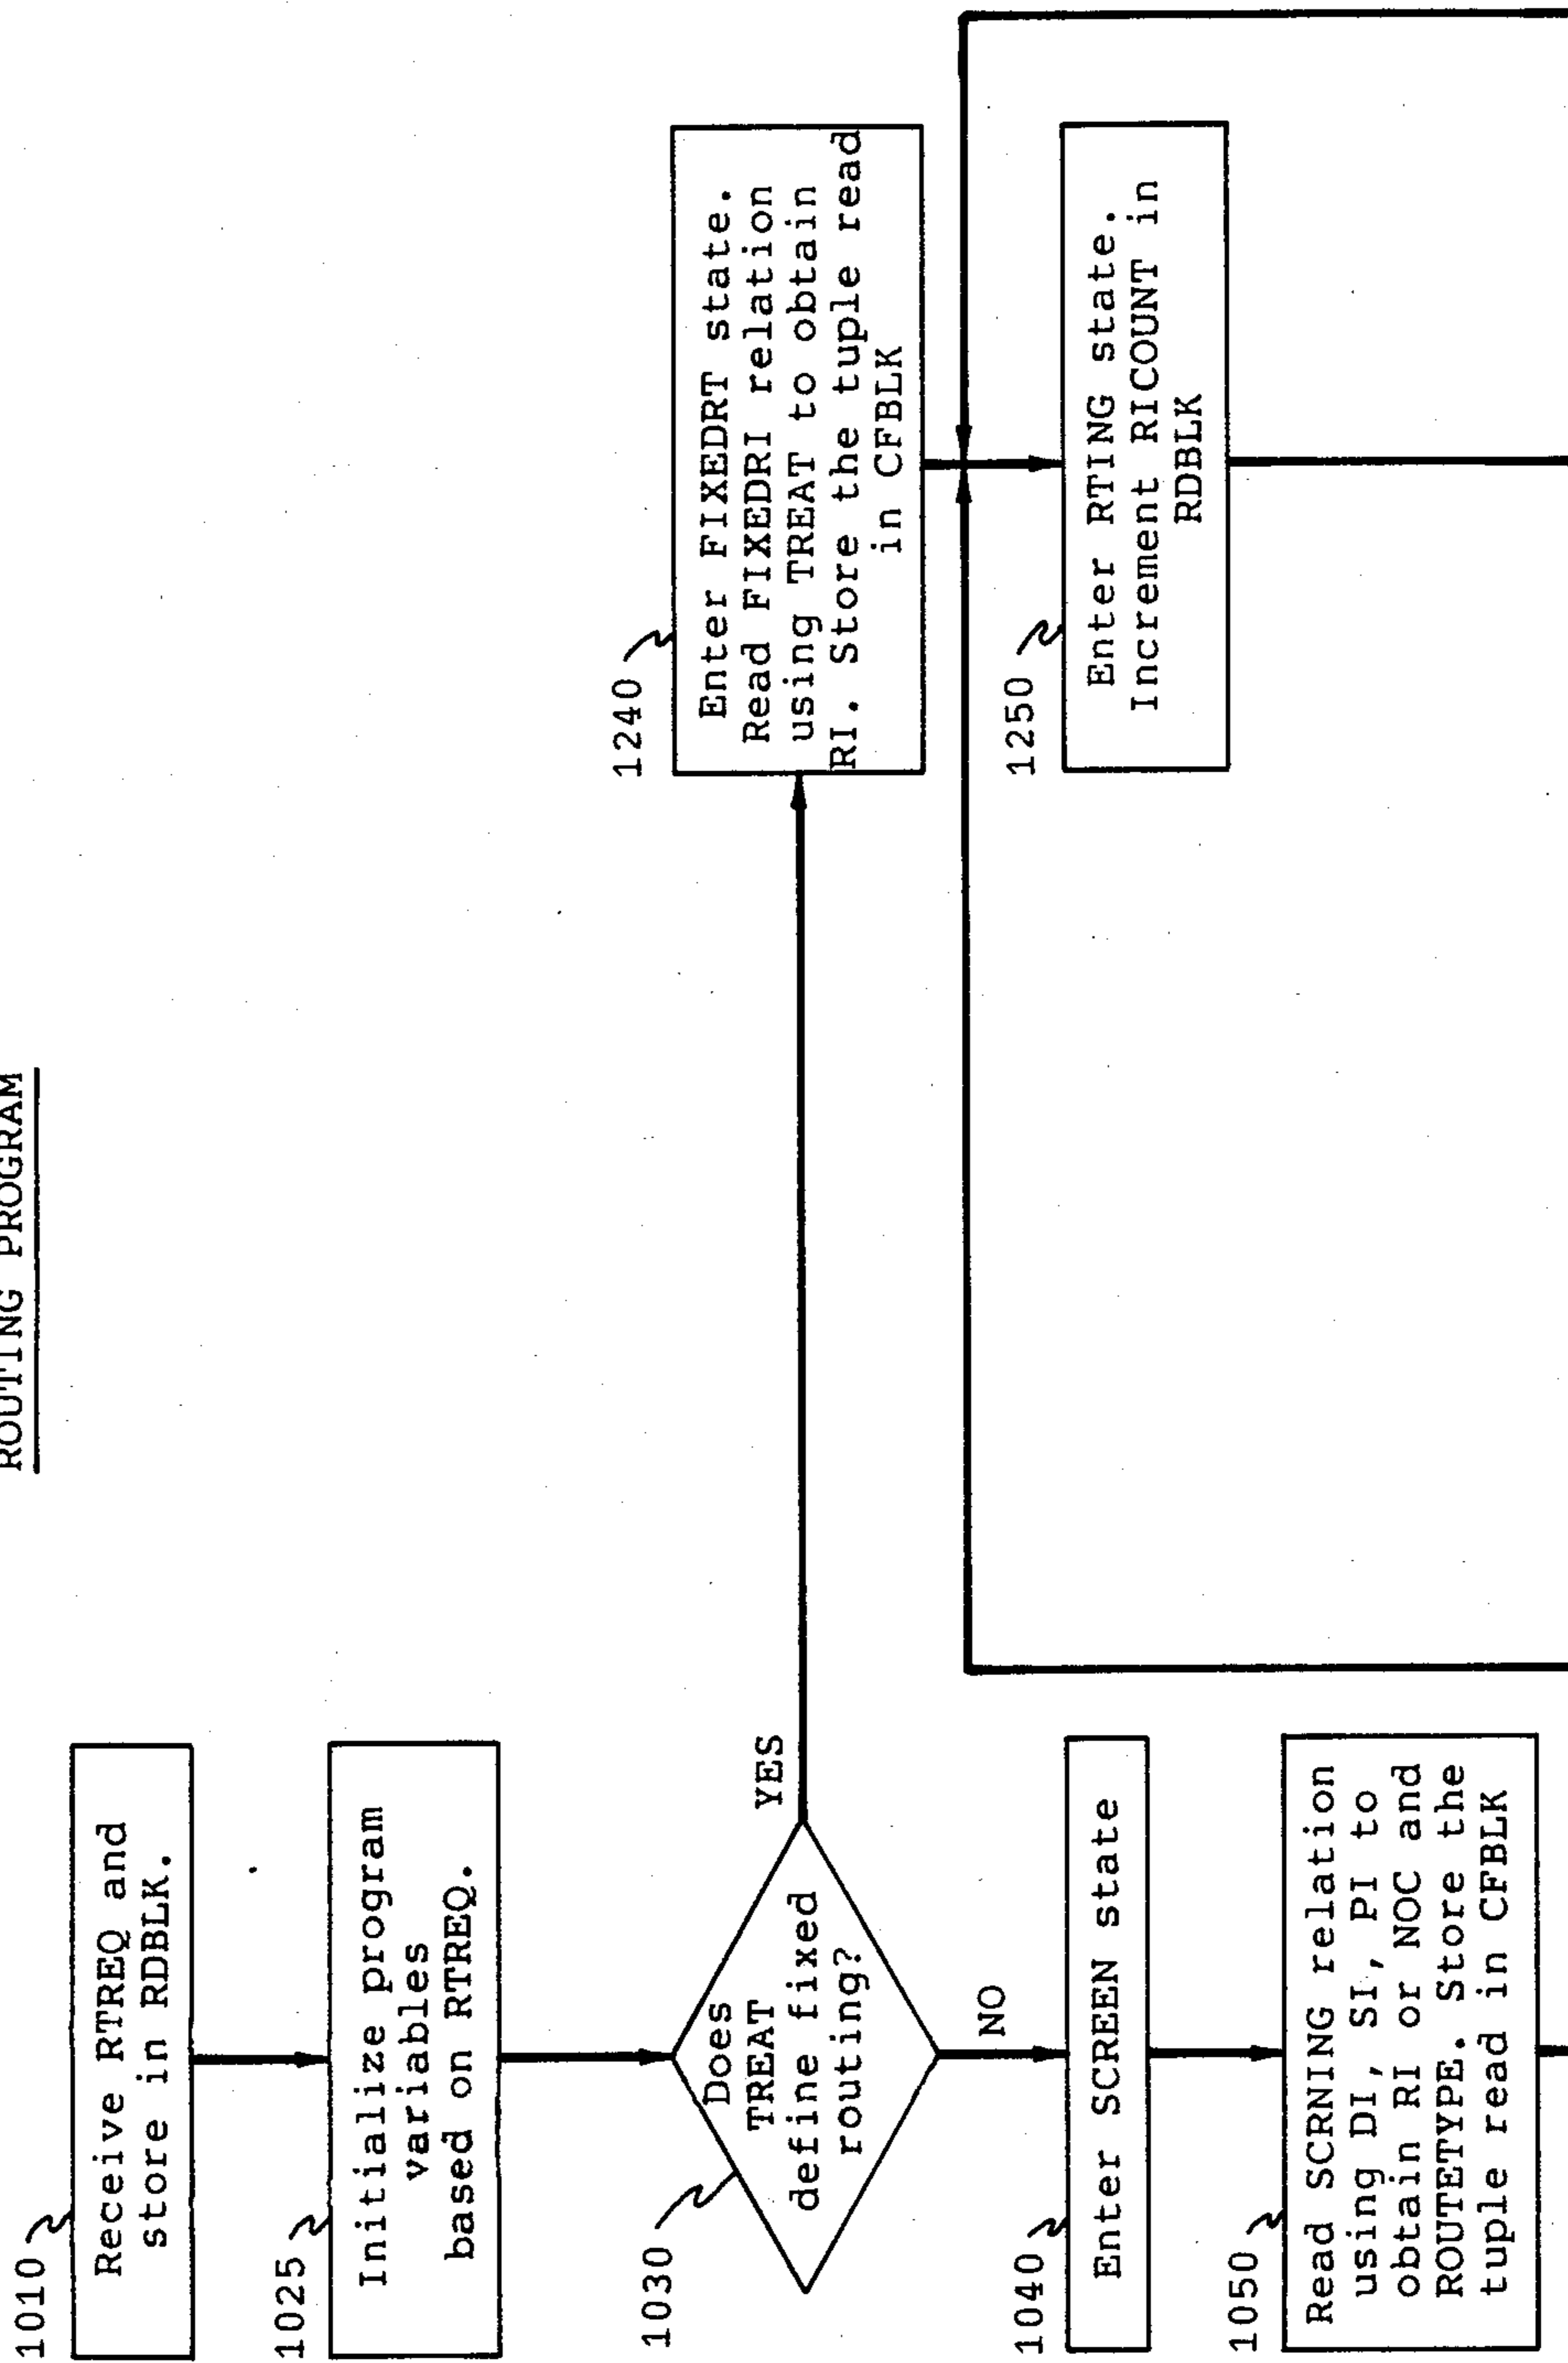 ROUTING PROGRAM
1010
Receive RTREQ and
store in RDBLK.
1025
Initialize program
variables
based on RTREQ.
1030
Does
TREAT
define fixed
routing?
YES
NO
1040
Enter SCREEN state
1050
Read SCRNING relation
using DI, SI, PI to
obtain RI or NOC and
ROUTETYPE. Store the
tuple read in CFBLK
1240
Enter FIXEDRT state.
Read FIXEDRI relation
using TREAT to obtain
RI. Store the tuple read
in CFBLK
1250
Enter RTING state.
Increment RICOUNT in
RDBLK